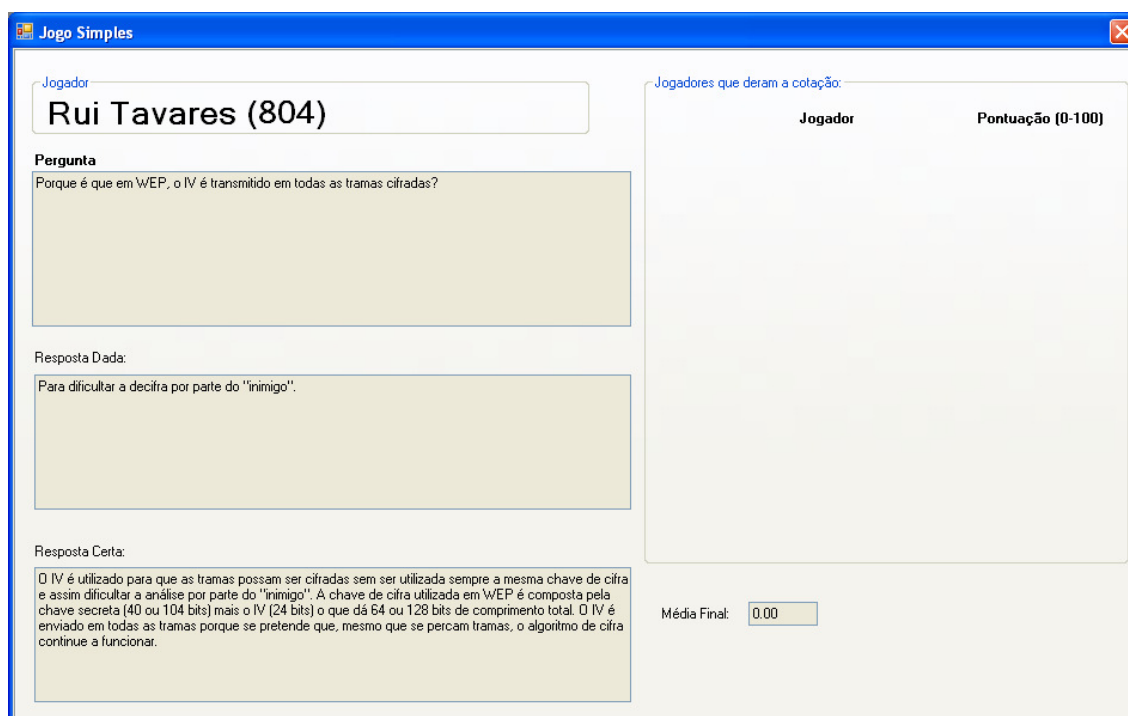 Jogo Simples
Jogador
Rui Tavares (804)
Pergunta
Porque é que em WEP, o IV é transmitido em todas as tramas cifradas?
Resposta Dada:
Para dificultar a decifra por parte do "inimigo".
Resposta Certa:
O IV é utilizado para que as tramas possam ser cifradas sem ser utilizada sempre a mesma chave de cifra
e assim dificultar a análise por parte do "inimigo". A chave de cifra utilizada em WEP é composta pela
chave secreta (40 ou 104 bits) mais o IV (24 bits) o que dá 64 ou 128 bits de comprimento total. O IV é
enviado em todas as tramas porque se pretende que, mesmo que se percam tramas, o algoritmo de cifra
continue a funcionar.
Jogadores que deram a cotação:
Jogador Pontuação (0-100)
Média Final: 0.00